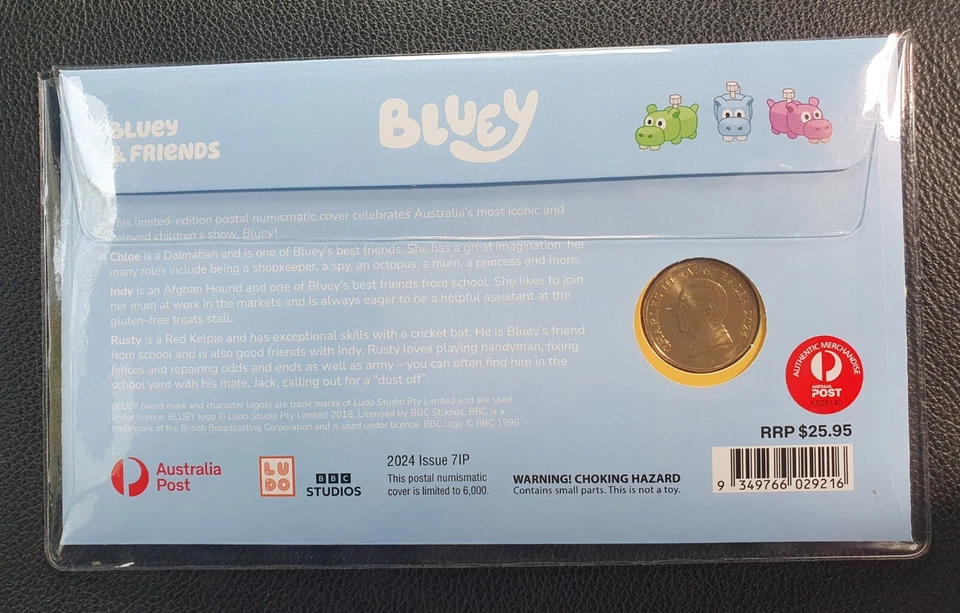 BLUEY
& FRIENDS
BLUEY
This limited-edition postal numismatic cover celebrates Australia's most iconic and
beloved children's show, Bluey!
Chloe is a Dalmatian and is one of Bluey's best friends. She has a great imagination; her
many roles include being a shopkeeper, a spy, an octopus, a mum, a princess and more.
Indy is an Afghan Hound and one of Bluey's best friends from school. She likes to join
her mum at work in the markets and is always eager to be a helpful assistant at the
gluten-free treats stall.
Rusty is a Red Kelpie and has exceptional skills with a cricket bat. He is Bluey's friend
from school and is also good friends with Indy. Rusty loves playing handyman, fixing
fences and repairing odds and ends as well as army – you can often find him in the
school yard with his mate, Jack, calling out for a "dust off".
BLUEY (word mark and character logos) are trade marks of Ludo Studio Pty Limited and are used
under licence. BLUEY logo © Ludo Studio Pty Limited 2018. Licensed by BBC Studios. BBC is a
trade mark of the British Broadcasting Corporation and is used under licence. BBC logo © BBC 1996
CHARLES III AUSTRALIA 2024
AUTHENTIC MERCHANDISE
AUSTRALIA
POST
K505140
RRP $25.95
Australia
Post
LU
DO
BBC
STUDIOS
2024 Issue 7IP
This postal numismatic
cover is limited to 6,000.
WARNING! CHOKING HAZARD
Contains small parts. This is not a toy.
9 349766 029216